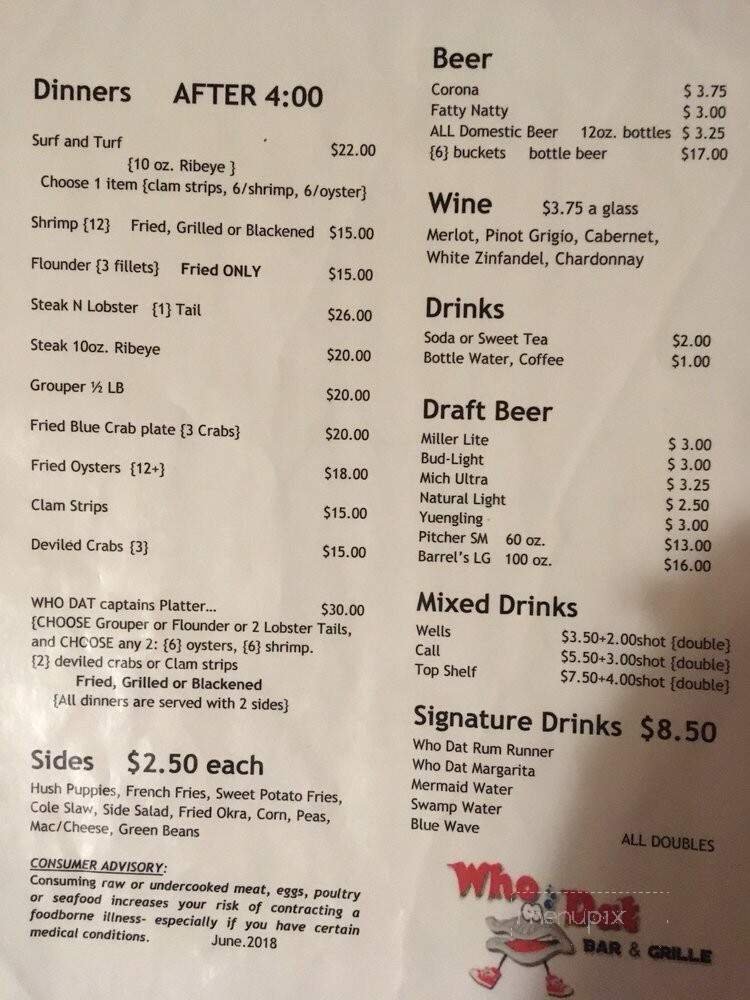 Dinners AFTER 4:00
Surf and Turf $22.00
{10 oz. Ribeye }
Choose 1 item {clam strips, 6/shrimp, 6/oyster}
Shrimp {12} Fried, Grilled or Blackened $15.00
Flounder {3 fillets} Fried ONLY $15.00
Steak N Lobster {1} Tail $26.00
Steak 10oz. Ribeye $20.00
Grouper ½ LB $20.00
Fried Blue Crab plate {3 Crabs} $20.00
Fried Oysters {12+} $18.00
Clam Strips $15.00
Deviled Crabs {3} $15.00
WHO DAT captains Platter... $30.00
{CHOOSE Grouper or Flounder or 2 Lobster Tails,
and CHOOSE any 2: {6} oysters, {6} shrimp.
{2} deviled crabs or Clam strips
Fried, Grilled or Blackened
{All dinners are served with 2 sides}
Sides $2.50 each
Hush Puppies, French Fries, Sweet Potato Fries,
Cole Slaw, Side Salad, Fried Okra, Corn, Peas,
Mac/Cheese, Green Beans
CONSUMER ADVISORY:
Consuming raw or undercooked meat, eggs, poultry
or seafood increases your risk of contracting a
foodborne illness- especially if you have certain
medical conditions. June.2018
Beer
Corona $ 3.75
Fatty Natty $ 3.00
ALL Domestic Beer 12oz. bottles $ 3.25
{6} buckets bottle beer $17.00
Wine $3.75 a glass
Merlot, Pinot Grigio, Cabernet,
White Zinfandel, Chardonnay
Drinks
Soda or Sweet Tea $2.00
Bottle Water, Coffee $1.00
Draft Beer
Miller Lite $ 3.00
Bud-Light $ 3.00
Mich Ultra $ 3.25
Natural Light $ 2.50
Yuengling $ 3.00
Pitcher SM 60 oz. $13.00
Barrel's LG 100 oz. $16.00
Mixed Drinks
Wells $3.50+2.00shot {double}
Call $5.50+3.00shot {double}
Top Shelf $7.50+4.00shot {double}
Signature Drinks $8.50
Who Dat Rum Runner
Who Dat Margarita
Mermaid Water
Swamp Water
Blue Wave
ALL DOUBLES
Who Dat
menupix
BAR & GRILLE